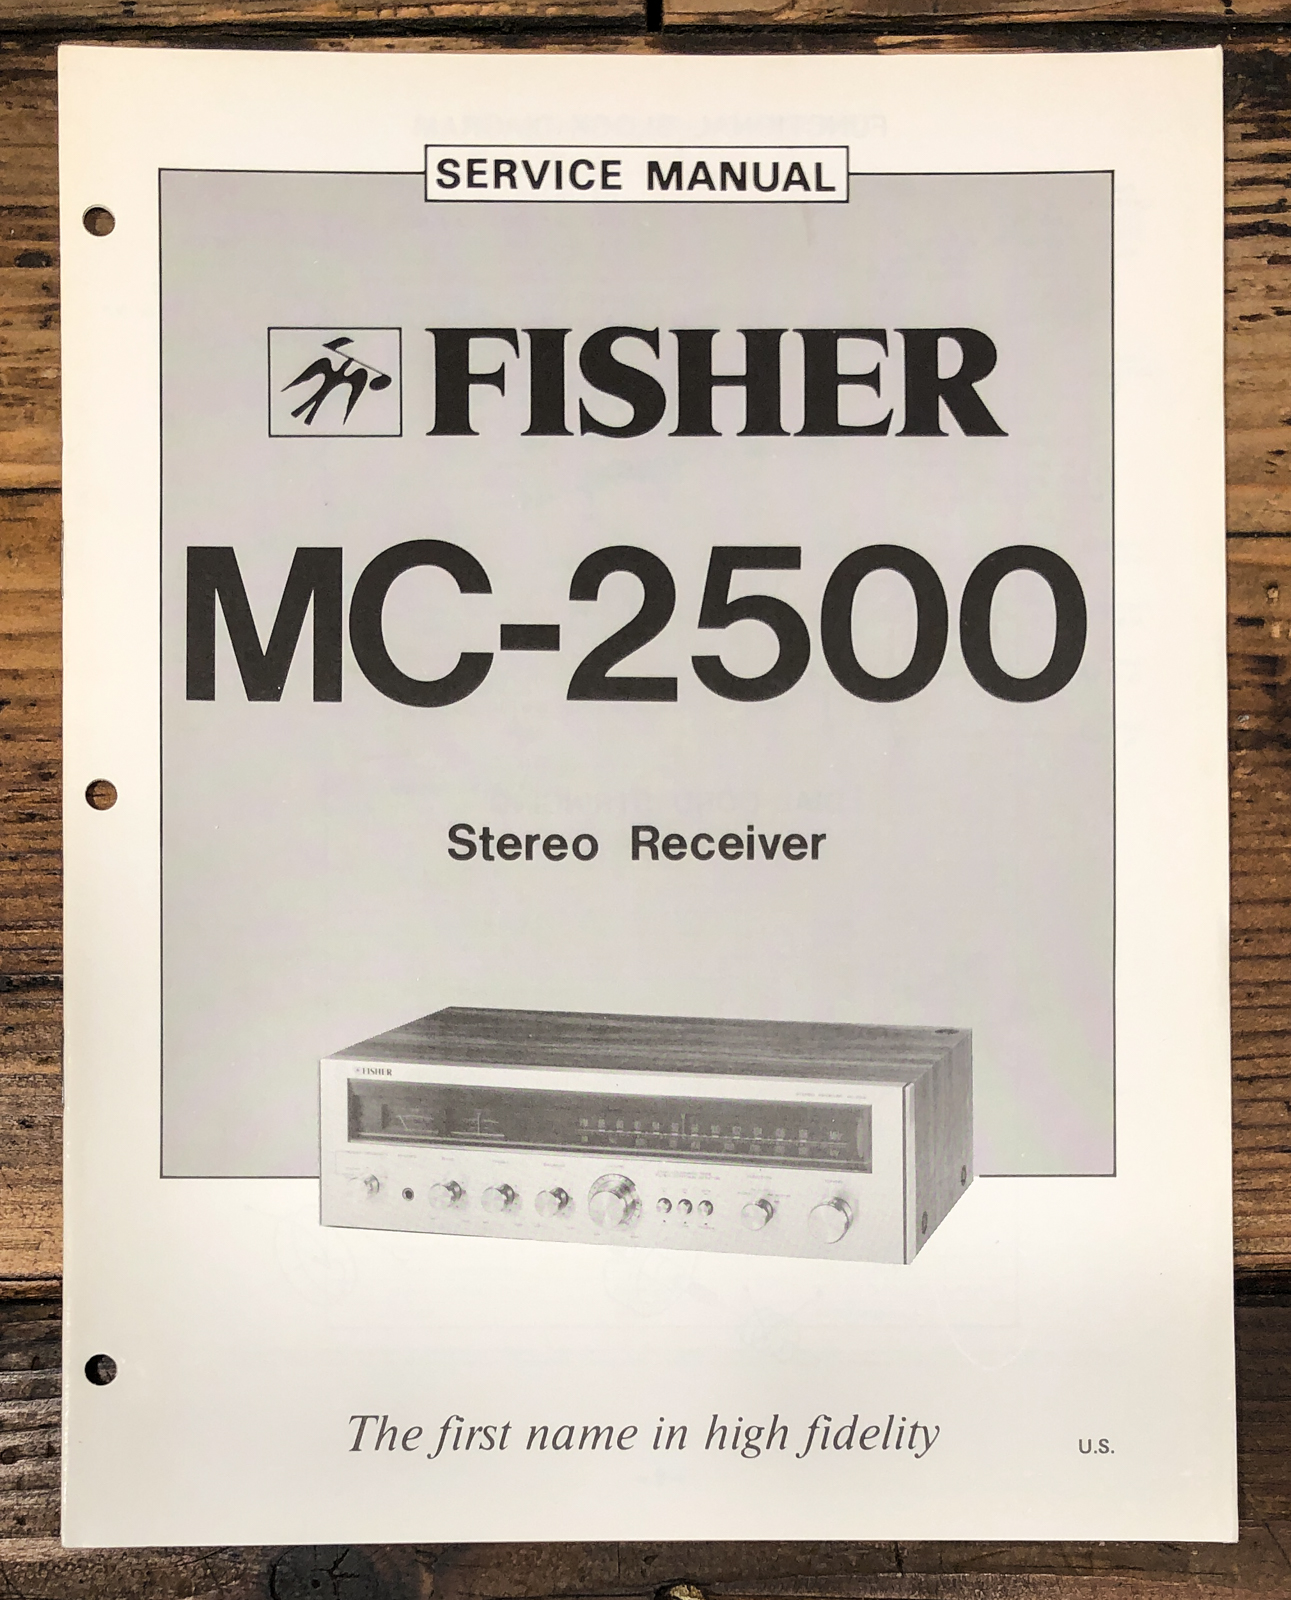 SERVICE MANUAL
FISHER
MC-2500
Stereo Receiver
FISHER
The first name in high fidelity
U.S.